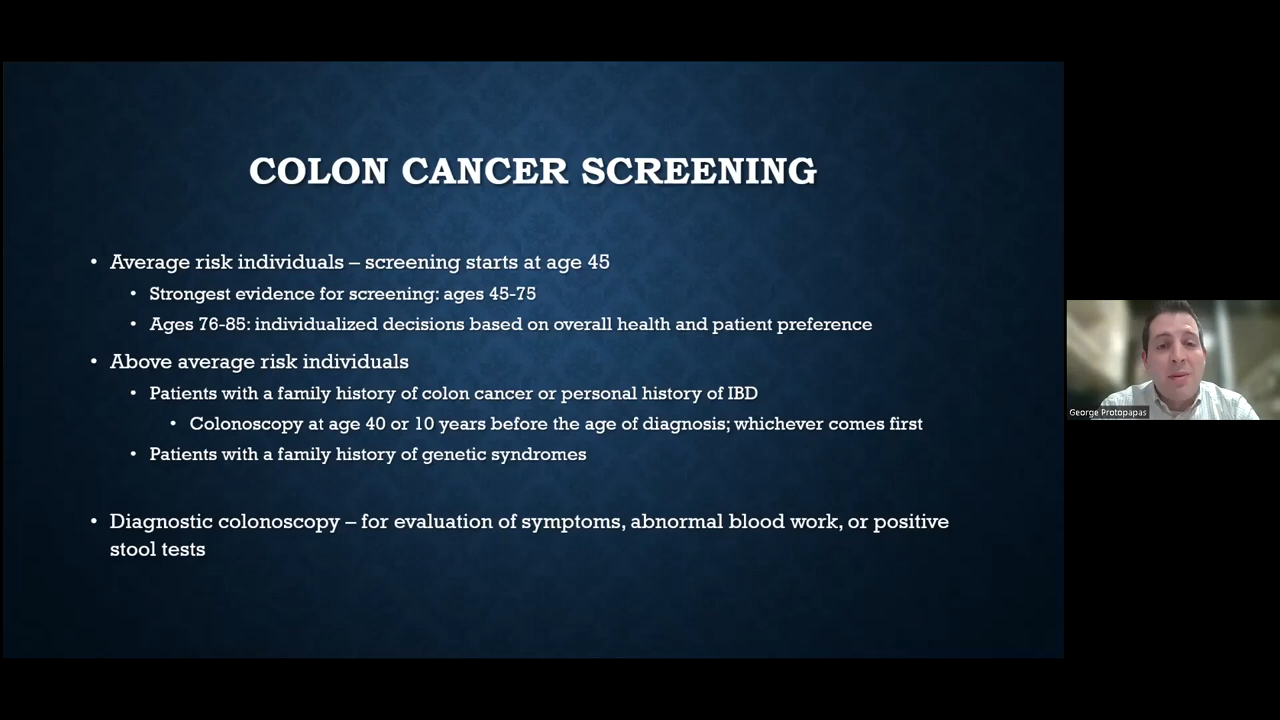 COLON CANCER SCREENING
• Average risk individuals – screening starts at age 45
• Strongest evidence for screening: ages 45-75
• Ages 76-85: individualized decisions based on overall health and patient preference
• Above average risk individuals
• Patients with a family history of colon cancer or personal history of IBD
• Colonoscopy at age 40 or 10 years before the age of diagnosis; whichever comes first
• Patients with a family history of genetic syndromes
• Diagnostic colonoscopy – for evaluation of symptoms, abnormal blood work, or positive
stool tests
George Protopapas